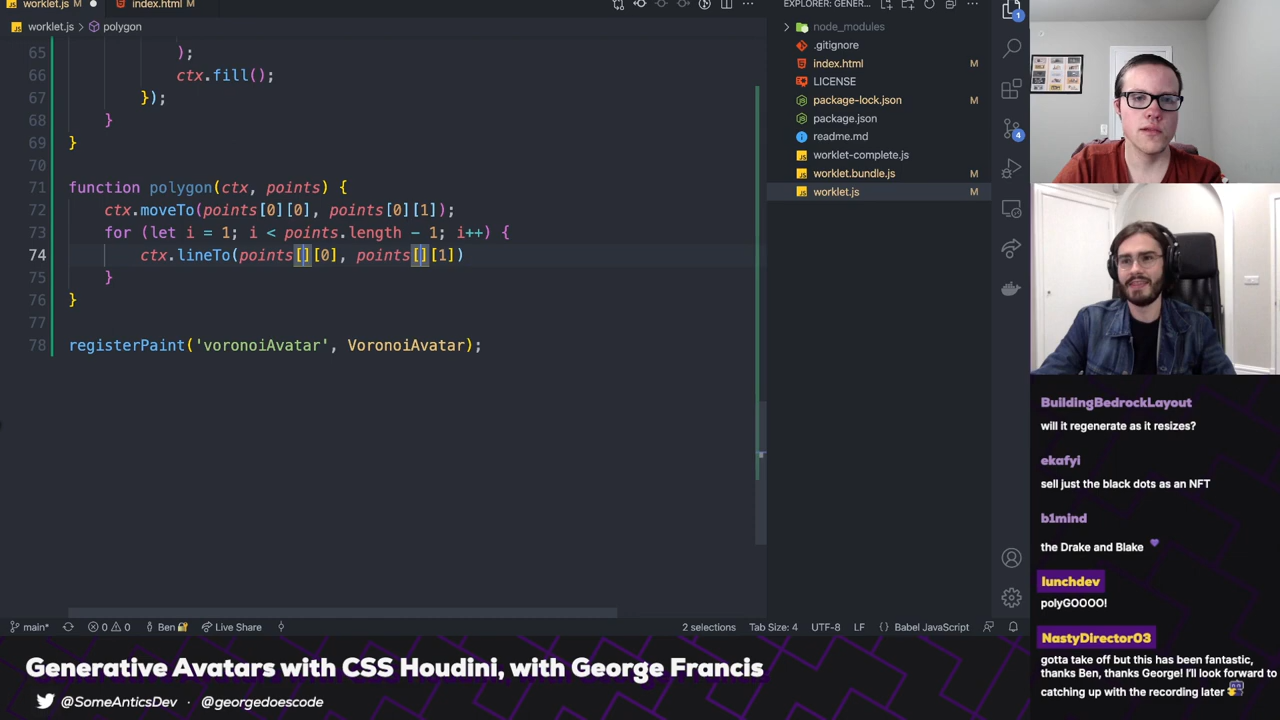 worklet.js M
index.html M
EXPLORER: GENER...
worklet.js > polygon
65 );
66 ctx.fill();
67 });
68 }
69 }
70
71 function polygon(ctx, points) {
72 ctx.moveTo(points[0][0], points[0][1]);
73 for (let i = 1; i < points.length - 1; i++) {
74 ctx.lineTo(points[][0], points[][1])
75 }
76 }
77
78 registerPaint('voronoiAvatar', VoronoiAvatar);
node_modules
.gitignore
index.html M
LICENSE
package-lock.json M
package.json
readme.md
worklet-complete.js
worklet.bundle.js M
worklet.js M
1
4
BuildingBedrockLayout
will it regenerate as it resizes?
ekafyi
sell just the black dots as an NFT
b1mind
the Drake and Blake
lunchdev
polyGOOOO!
NastyDirector03
gotta take off but this has been fantastic,
thanks Ben, thanks George! I'll look forward to
catching up with the recording later
main* 0 0 Ben Live Share 2 selections Tab Size: 4 UTF-8 LF {} Babel JavaScript
Generative Avatars with CSS Houdini, with George Francis
@SomeAnticsDev • @georgedoescode